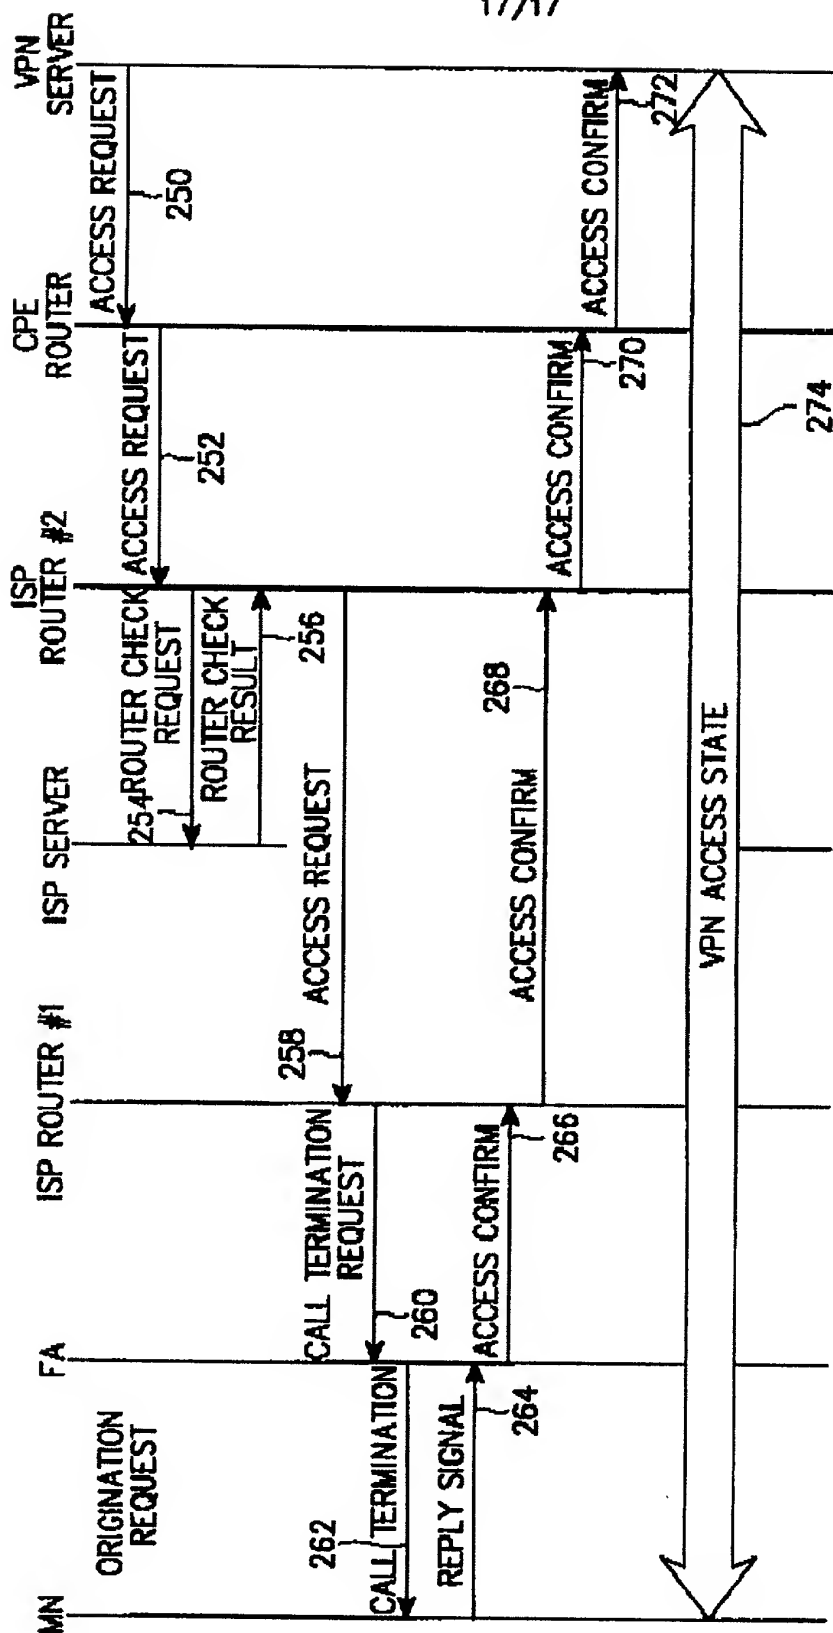 17/17
MN
FA
ISP ROUTER #1
ISP SERVER
ISP
ROUTER #2
CPE
ROUTER
VPN
SERVER
ORIGINATION
REQUEST
ACCESS REQUEST
250
ACCESS REQUEST
252
ROUTER CHECK
REQUEST
254
ROUTER CHECK
RESULT
256
ACCESS REQUEST
258
CALL TERMINATION
REQUEST
260
CALL TERMINATION
262
REPLY SIGNAL
264
ACCESS CONFIRM
266
ACCESS CONFIRM
268
ACCESS CONFIRM
270
ACCESS CONFIRM
272
VPN ACCESS STATE
274